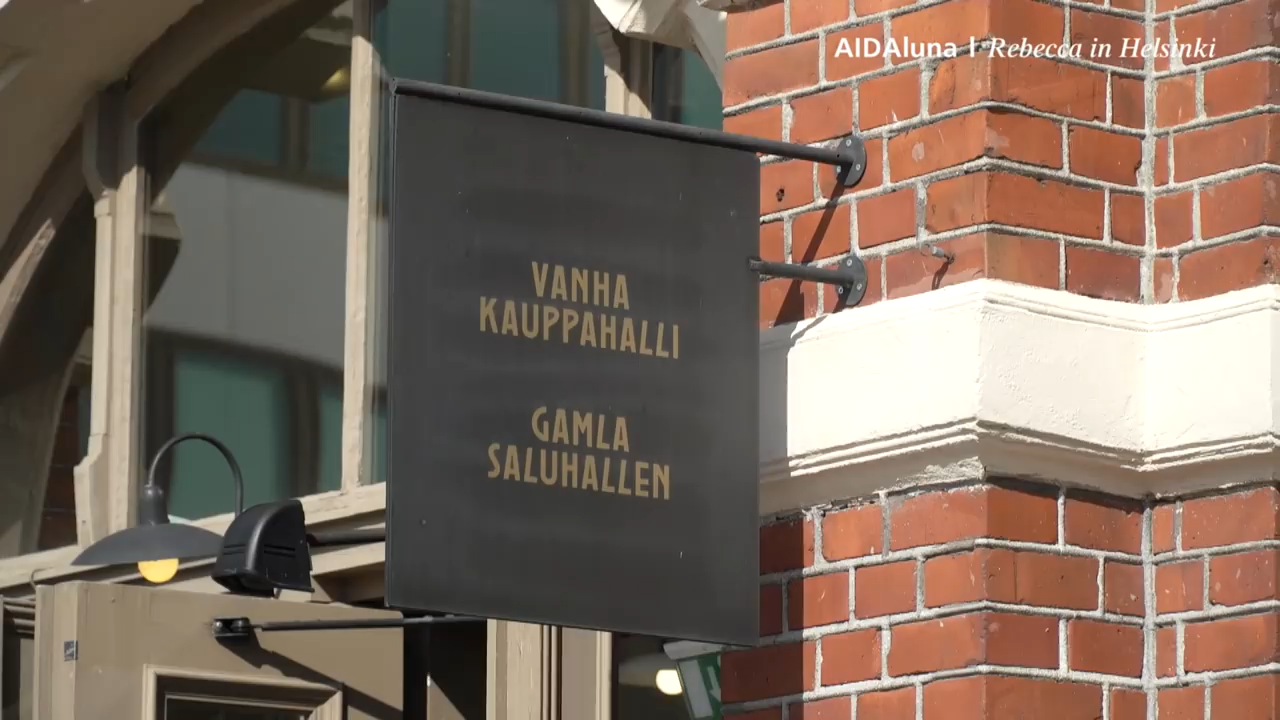 AIDAluna | Rebecca in Helsinki
VANHA
KAUPPAHALLI
GAMLA
SALUHALLEN